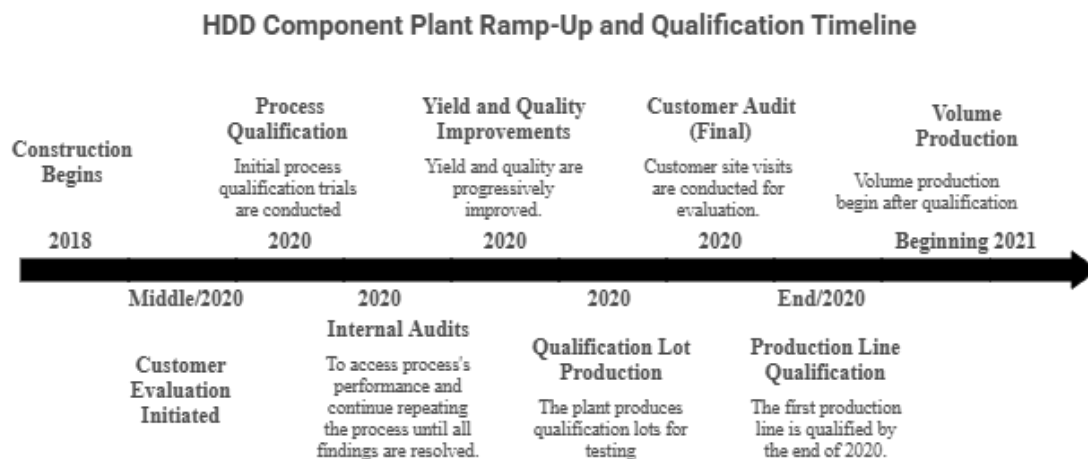 HDD Component Plant Ramp-Up and Qualification Timeline
Construction
Begins
2018
Middle/2020
Customer
Evaluation
Initiated
Process
Qualification
Initial process
qualification trials
are conducted
2020
2020
Internal Audits
To access process's
performance and
continue repeating
the process until all
findings are resolved.
Yield and Quality
Improvements
Yield and quality are
progressively
improved.
2020
2020
Qualification Lot
Production
The plant produces
qualification lots for
testing
Customer Audit
(Final)
Customer site visits
are conducted for
evaluation.
2020
End/2020
Production Line
Qualification
The first production
line is qualified by
the end of 2020.
Volume
Production
Volume production
begin after qualification
Beginning 2021